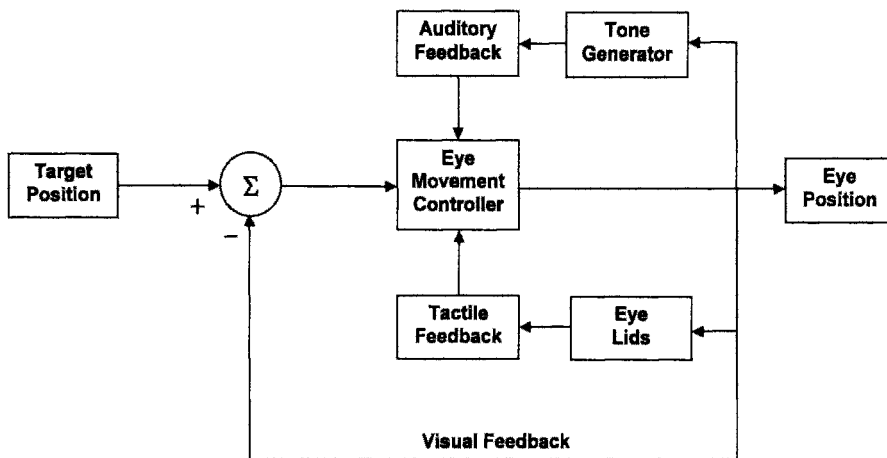 Auditory
Feedback
Tone
Generator
Target
Position
+
Σ
−
Eye
Movement
Controller
Eye
Position
Tactile
Feedback
Eye
Lids
Visual Feedback